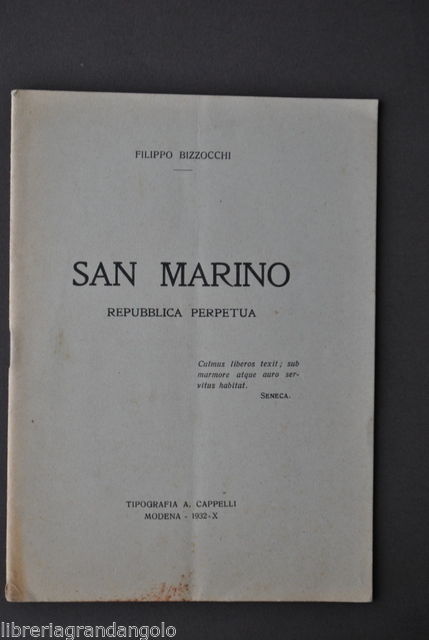 FILIPPO BIZZOCCHI
SAN MARINO
REPUBBLICA PERPETUA
Culmus liberos texit; sub
marmore atque auro ser-
vitus habitat.
SENECA.
TIPOGRAFIA A. CAPPELLI
MODENA - 1932-X
libreriagrandangolo